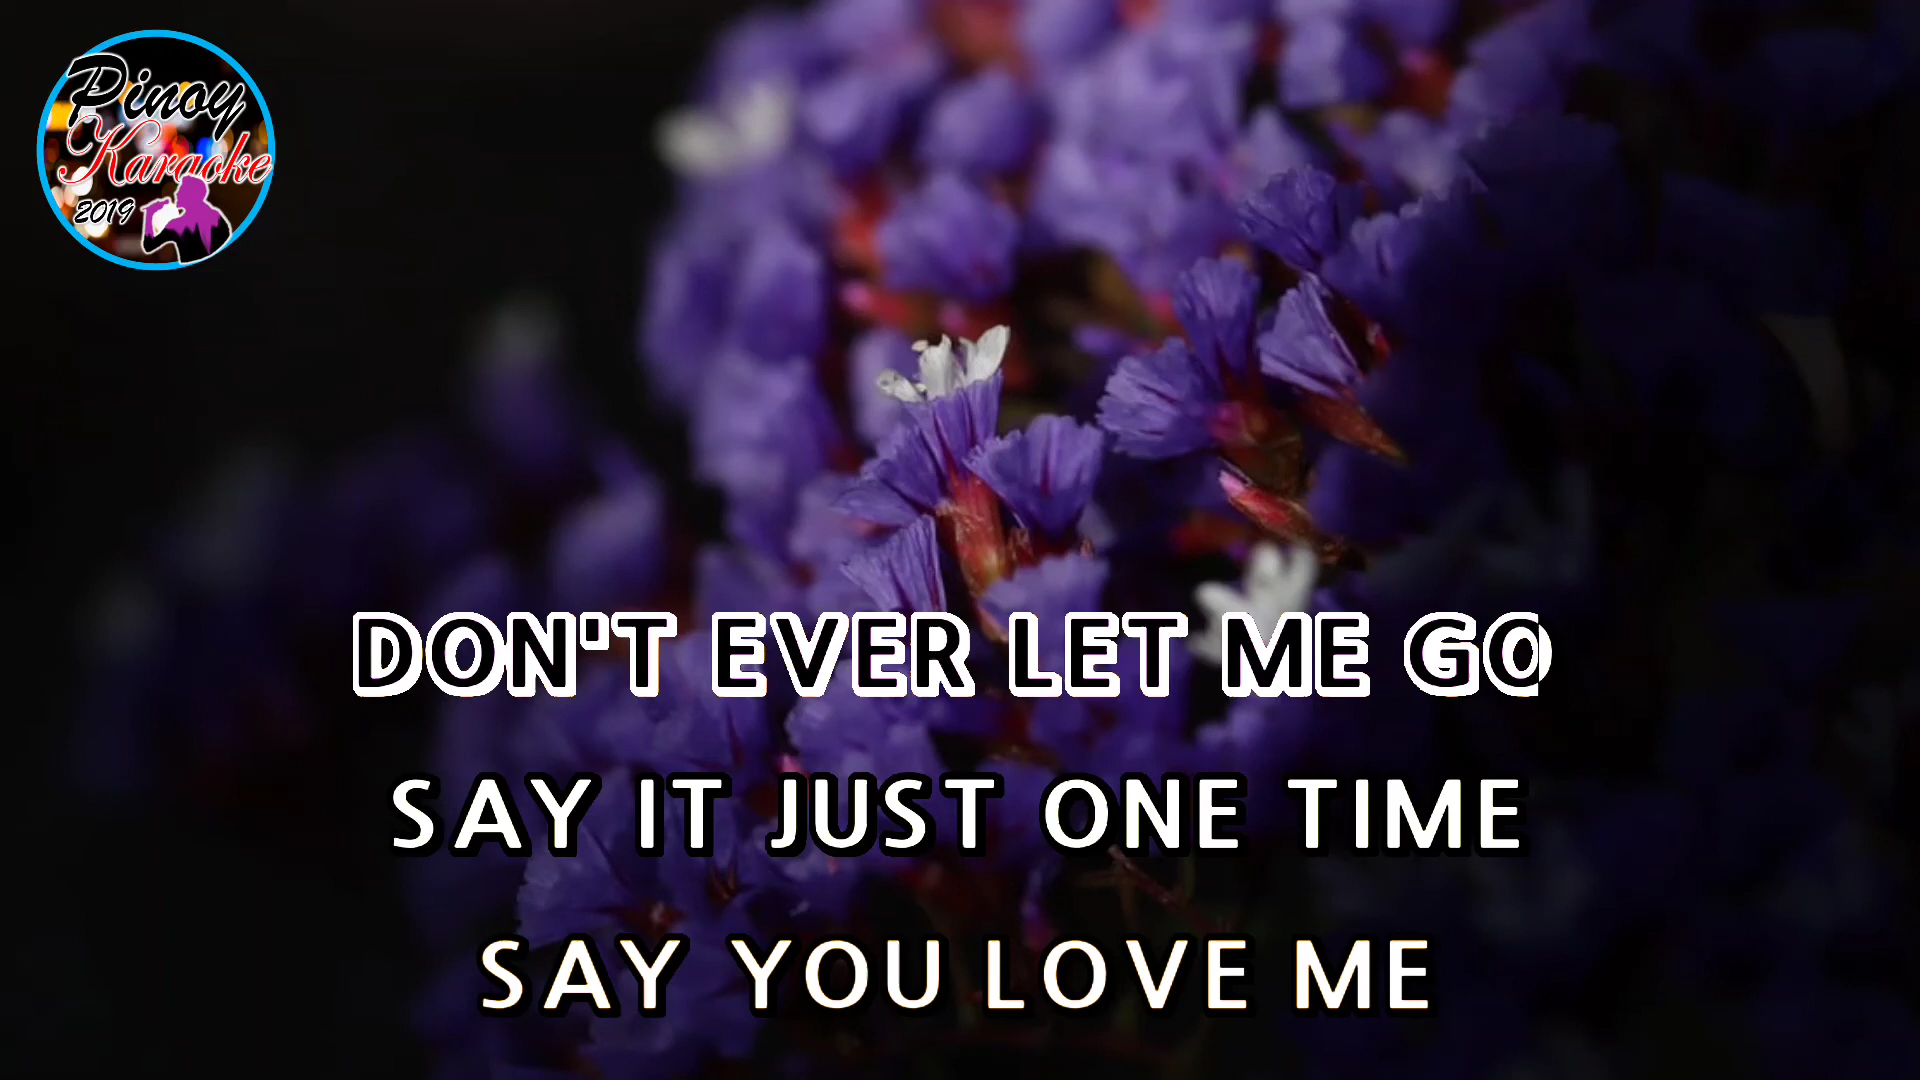 Pinoy
Karaoke
2019
DON'T EVER LET ME GO
SAY IT JUST ONE TIME
SAY YOU LOVE ME